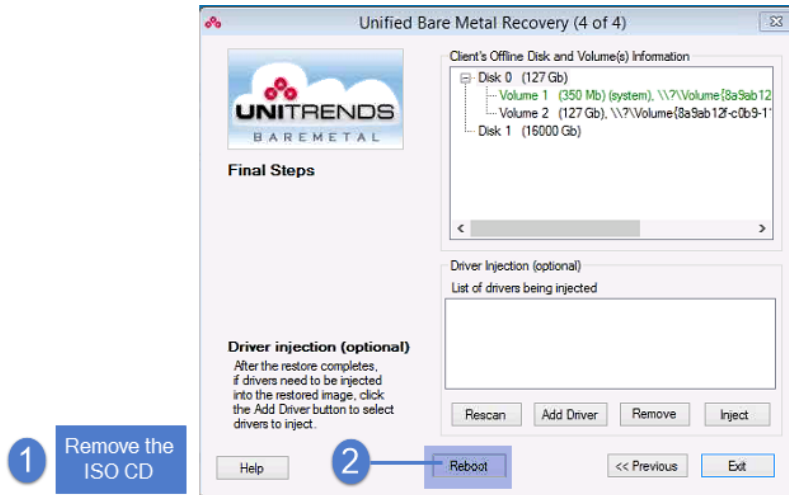 Unified Bare Metal Recovery (4 of 4)
UNITRENDS
BAREMETAL
Final Steps
Client's Offline Disk and Volume(s) Information
Disk 0 (127 Gb)
Volume 1 (350 Mb) (system), \\?\Volume{8a9ab12
Volume 2 (127 Gb), \\?\Volume{8a9ab12f-c0b9-1
Disk 1 (16000 Gb)
Driver Injection (optional)
List of drivers being injected
Driver injection (optional)
After the restore completes,
if drivers need to be injected
into the restored image, click
the Add Driver button to select
drivers to inject.
Rescan
Add Driver
Remove
Inject
1
Remove the
ISO CD
Help
2
Reboot
<< Previous
Exit